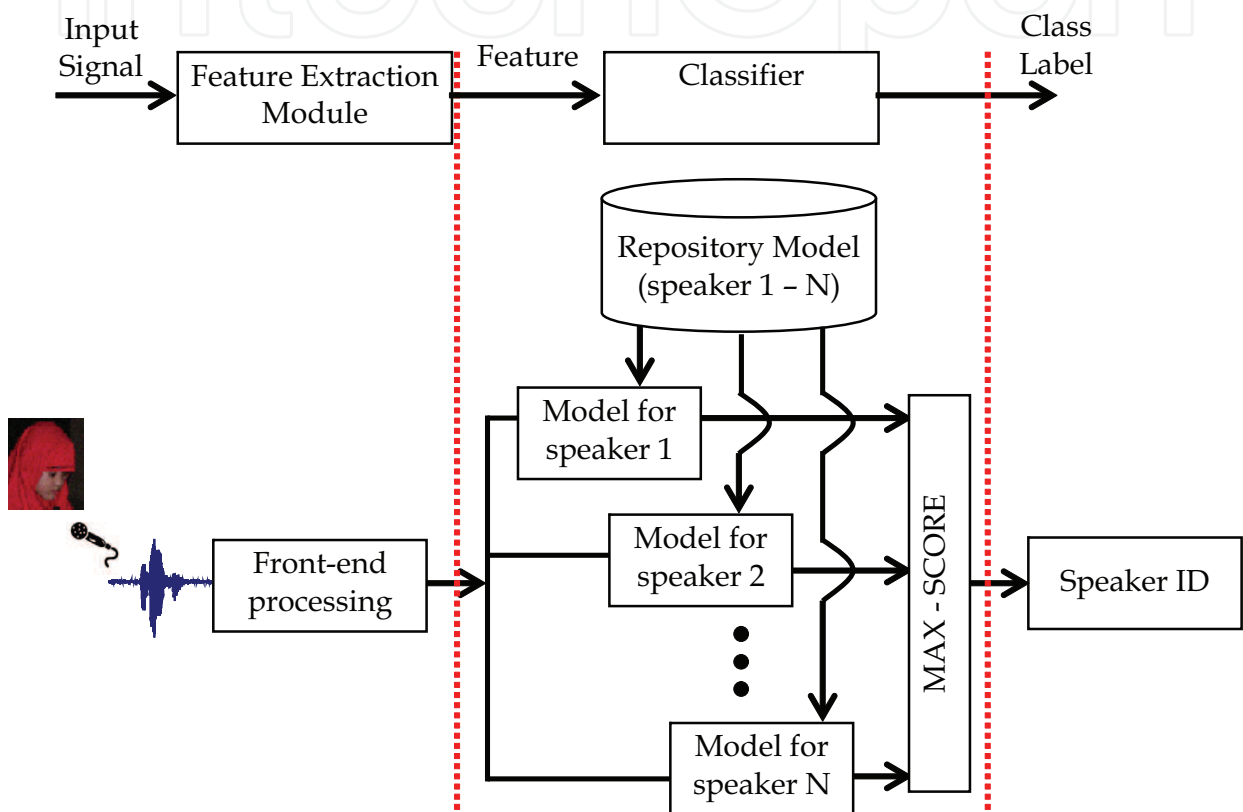 Input
Signal
Feature Extraction
Module
Feature
Classifier
Class
Label
Repository Model
(speaker 1 – N)
Model for
speaker 1
Model for
speaker 2
Model for
speaker N
Front-end
processing
MAX - SCORE
Speaker ID